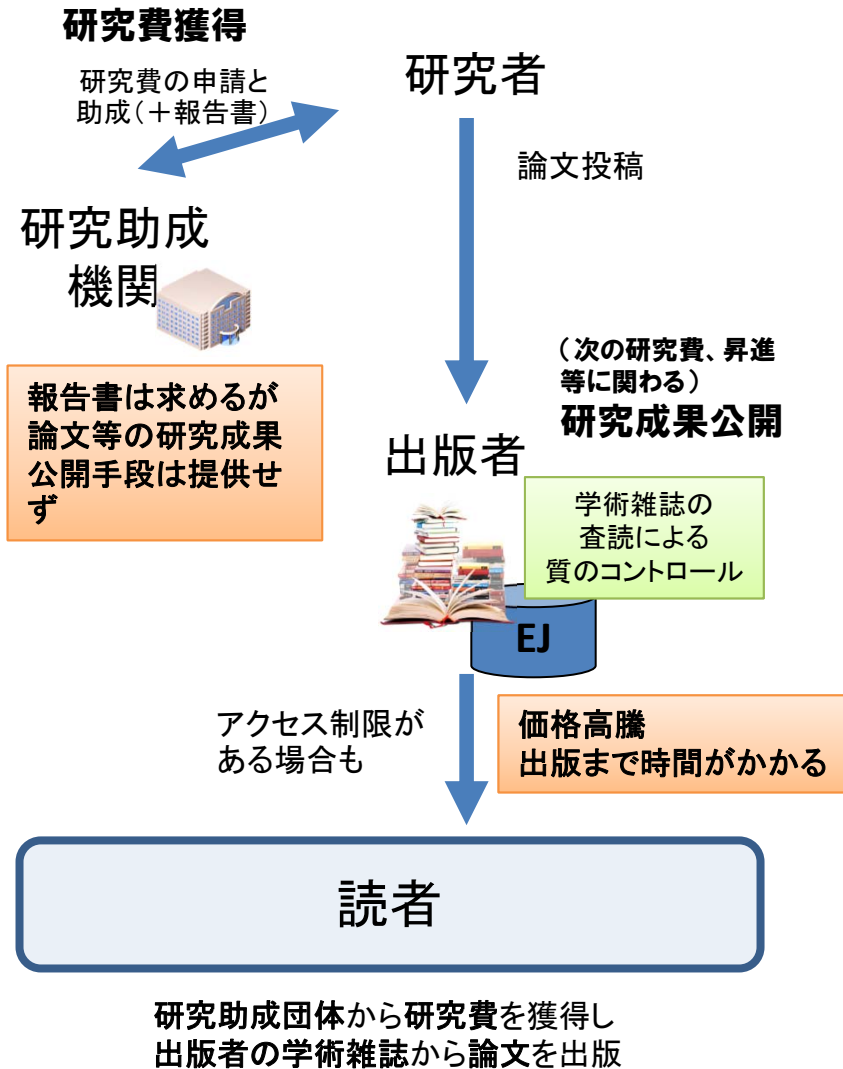 研究費獲得
研究費の申請と
助成(＋報告書)
研究者
論文投稿
研究助成
機関
報告書は求めるが
論文等の研究成果
公開手段は提供せ
ず
(次の研究費、昇進
等に関わる)
研究成果公開
出版者
学術雑誌の
査読による
質のコントロール
EJ
アクセス制限が
ある場合も
価格高騰
出版まで時間がかかる
読者
研究助成団体から研究費を獲得し
出版者の学術雑誌から論文を出版